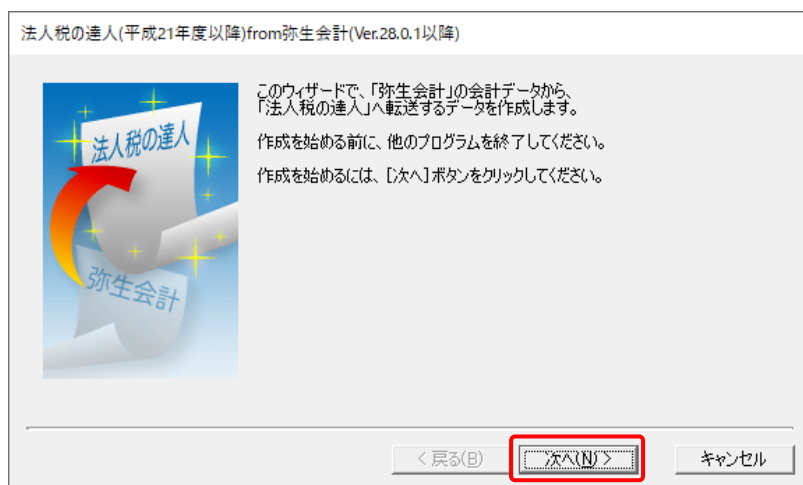 法人税の達人(平成21年度以降)from弥生会計(Ver.28.0.1以降)
このウィザードで、「弥生会計」の会計データから、
「法人税の達人」へ転送するデータを作成します。
作成を始める前に、他のプログラムを終了してください。
作成を始めるには、[次へ]ボタンをクリックしてください。
法人税の達人
弥生会計
< 戻る(B)
次へ(N) >
キャンセル